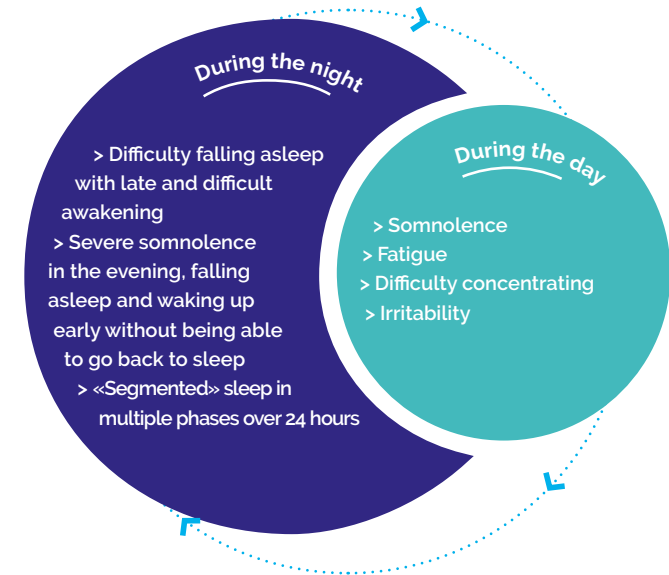 During the night
> Difficulty falling asleep
with late and difficult
awakening
> Severe somnolence
in the evening, falling
asleep and waking up
early without being able
to go back to sleep
> «Segmented» sleep in
multiple phases over 24 hours
During the day
> Somnolence
> Fatigue
> Difficulty concentrating
> Irritability